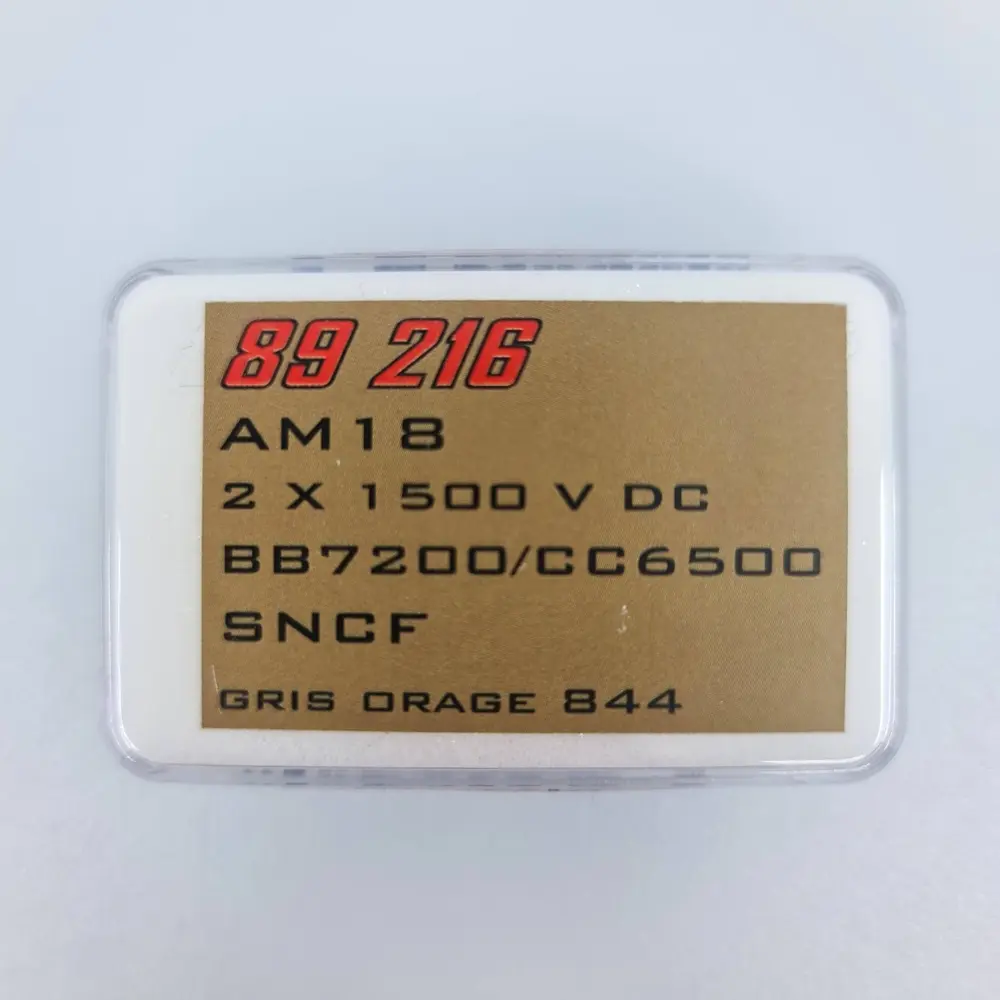 89 216
AM18
2 X 1500 V DC
BB7200/CC6500
SNCF
GRIS ORAGE 844